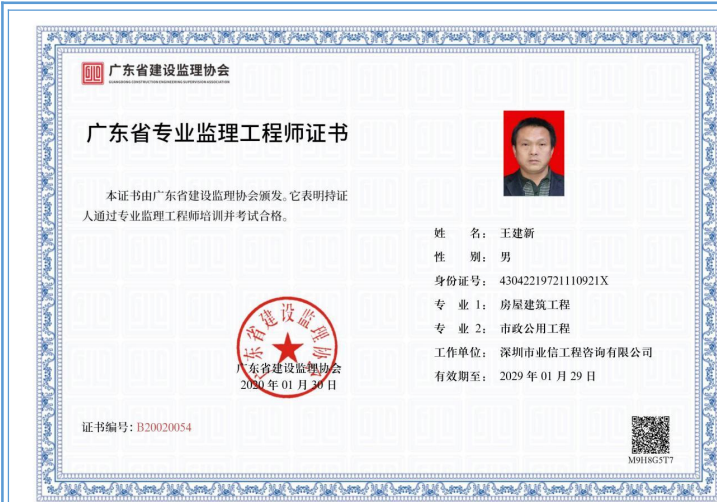 广东省建设监理协会
GUANGDONG CONSTRUCTION ENGINEERING SUPERVISION ASSOCIATION
广东省专业监理工程师证书
本证书由广东省建设监理协会颁发。它表明持证
人通过专业监理工程师培训并考试合格。
姓 名: 王建新
性 别: 男
身份证号: 43042219721110921X
专 业 1: 房屋建筑工程
专 业 2: 市政公用工程
工作单位: 深圳市业信工程咨询有限公司
有效期至: 2029 年 01 月 29 日
广东省建设监理协会
广东省建设监理协会
2020 年 01 月 30 日
证书编号: B20020054
M9H8G5T7